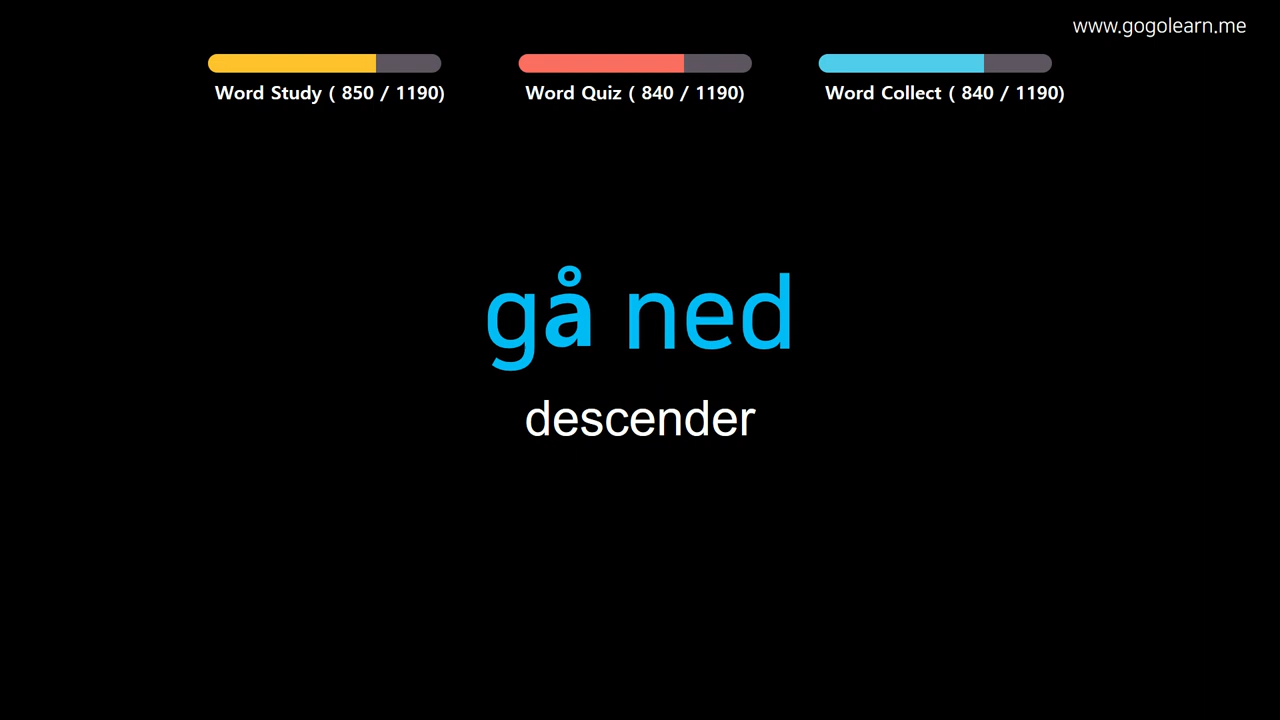 www.gogolearn.me
Word Study ( 850 / 1190)
Word Quiz ( 840 / 1190)
Word Collect ( 840 / 1190)
gå ned
descender